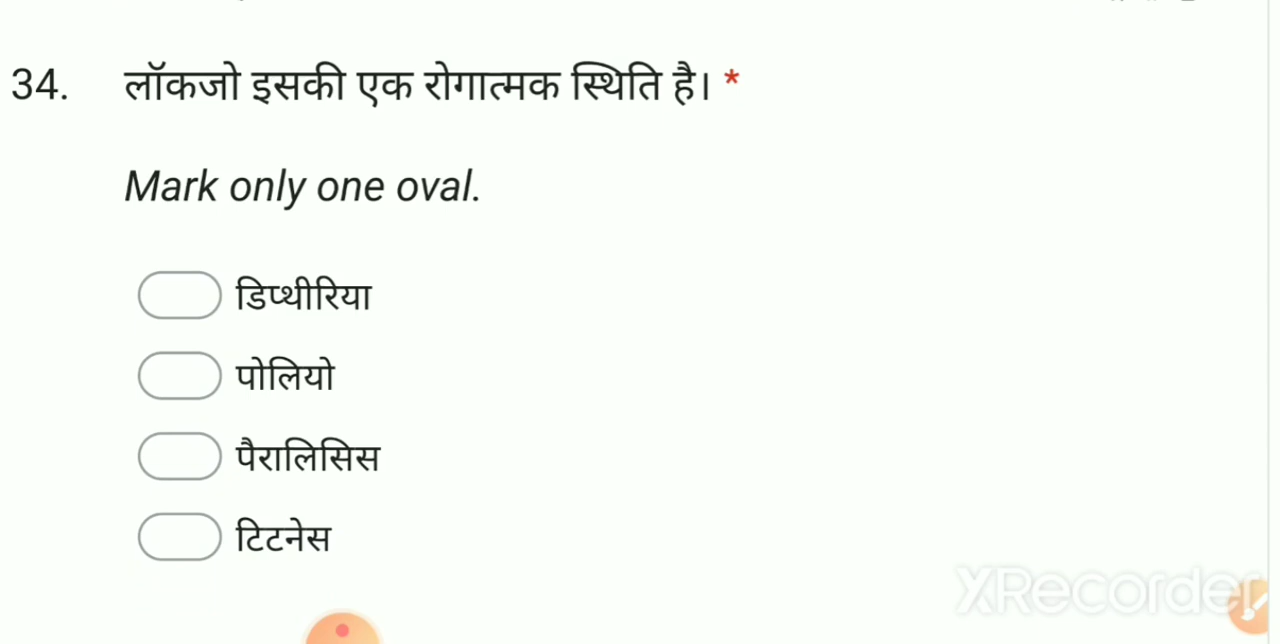 34. लॉकजो इसकी एक रोगात्मक स्थिति है। *
Mark only one oval.
डिप्थीरिया
पोलियो
पैरालिसिस
टिटनेस
XRecorder